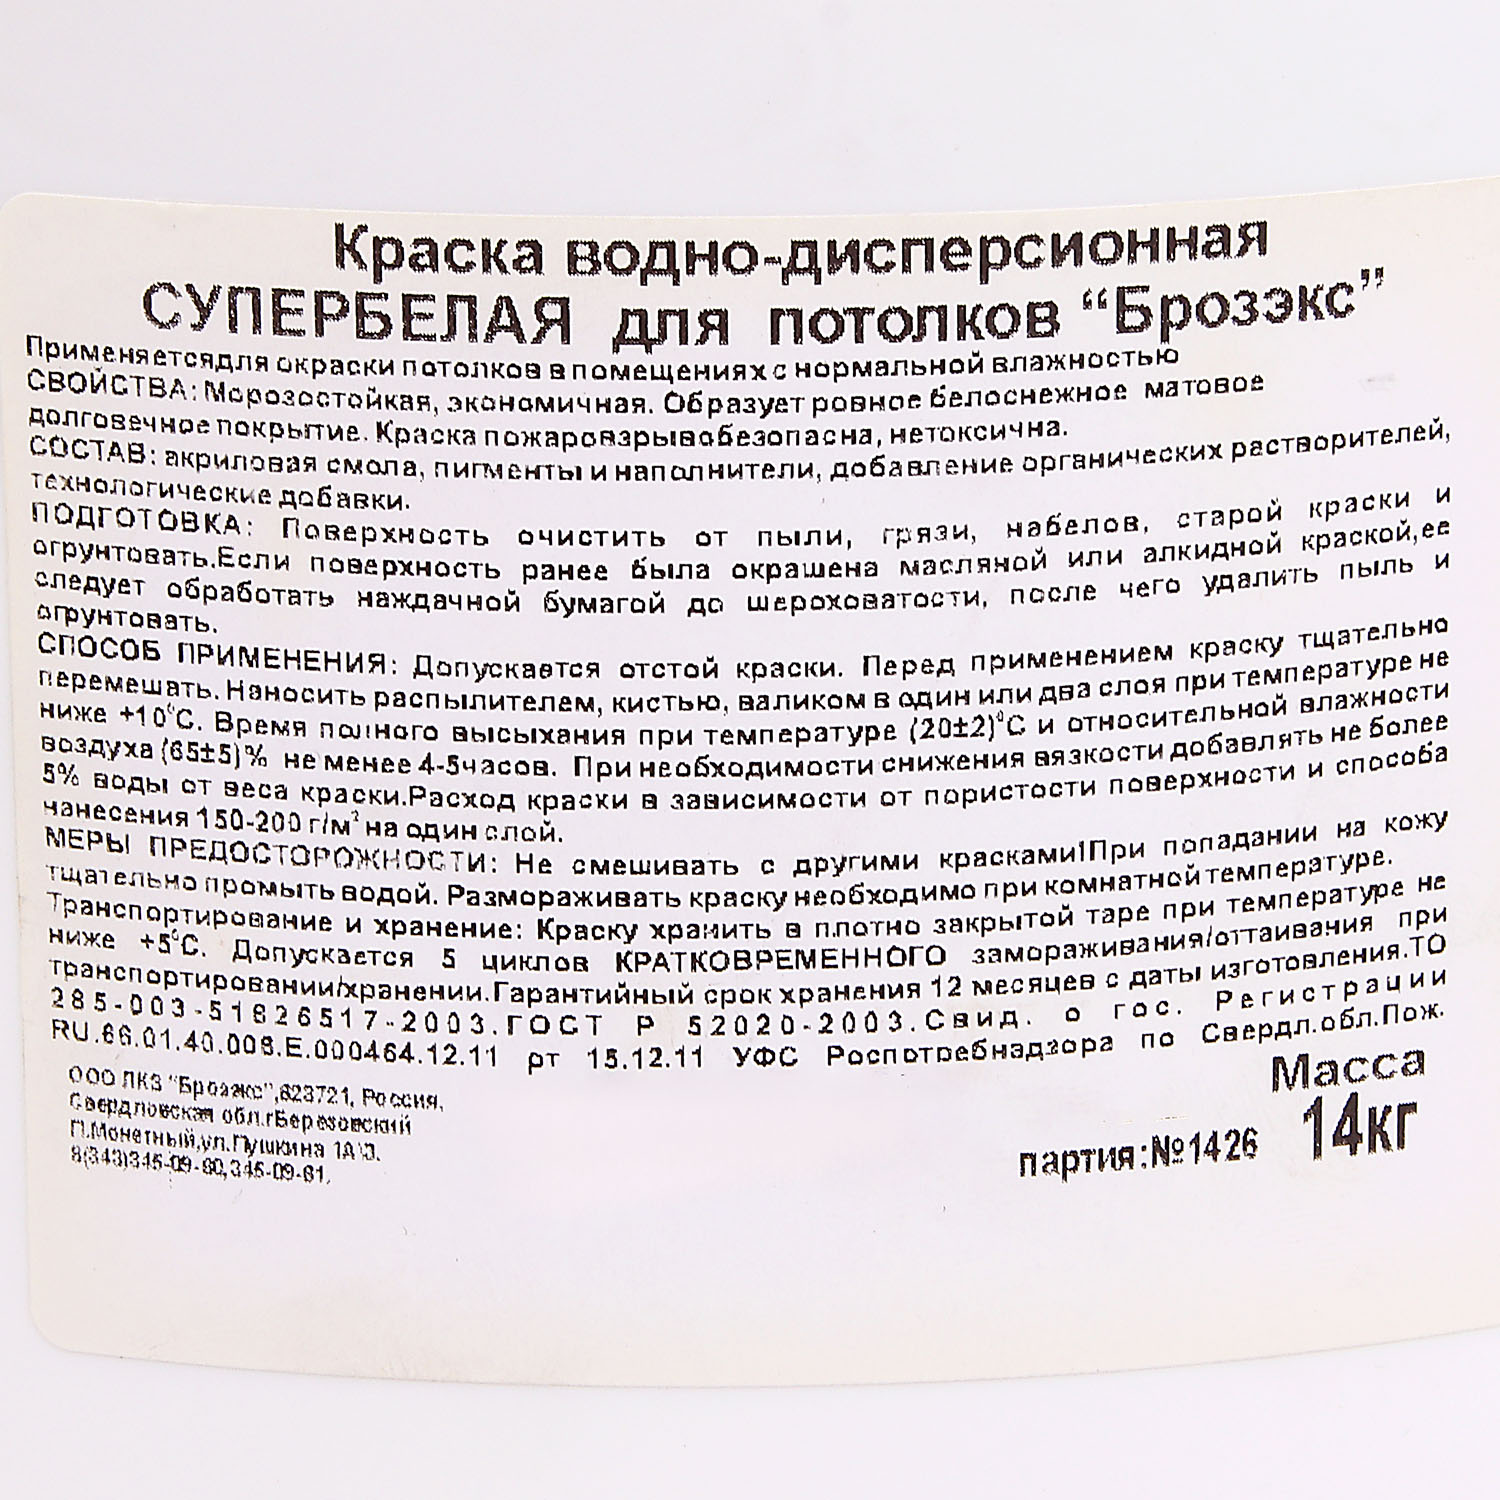 Краска водно-дисперсионная
СУПЕРБЕЛАЯ для потолков “Брозэкс”
Применяетсядля окраски потолков в помещениях с нормальной влажностью
СВОЙСТВА: Морозостойкая, экономичная. Образует ровное белоснежное матовое
долговечное покрытие. Краска пожаровзрывобезопасна, нетоксична.
СОСТАВ: акриловая смола, пигменты и наполнители, добавление органических растворителей,
технологические добавки.
ПОДГОТОВКА: Поверхность очистить от пыли, грязи, набелов, старой краски и
огрунтовать.Если поверхность ранее была окрашена масляной или алкидной краской,ее
следует обработать наждачной бумагой до шероховатости, после чего удалить пыль и
огрунтовать.
СПОСОБ ПРИМЕНЕНИЯ: Допускается отстой краски. Перед применением краску тщательно
перемешать. Наносить распылителем, кистью, валиком в один или два слоя при температуре не
ниже +10°С. Время полного высыхания при температуре (20±2)°С и относительной влажности
воздуха (65±5)% не менее 4-5часов. При необходимости снижения вязкости добавлять не более
5% воды от веса краски.Расход краски в зависимости от пористости поверхности и способа
нанесения 150-200 г/м² на один слой.
МЕРЫ ПРЕДОСТОРОЖНОСТИ: Не смешивать с другими красками!При попадании на кожу
тщательно промыть водой. Размораживать краску необходимо при комнатной температуре.
Транспортирование и хранение: Краску хранить в плотно закрытой таре при температуре не
ниже +5°С. Допускается 5 циклов КРАТКОВРЕМЕННОГО замораживания/оттаивания при
транспортировании/хранении.Гарантийный срок хранения 12 месяцев с даты изготовления.ТО
285-003-51826517-2003.ГОСТ Р 52020-2003.Свид. о гос. Регистрации
RU.66.01.40.008.Е.000464.12.11 рт 15.12.11 УФС Роспотребнадзора по Свердл.обл.Пож.
ООО ЛКЗ “Брозэкс”,623721, Россия,
Свердловская обл.гБерезовский
П.Монетный,ул.Пушкина 1А
8(343)345-09-60,345-09-61.
Масса
14кг
партия:№1426